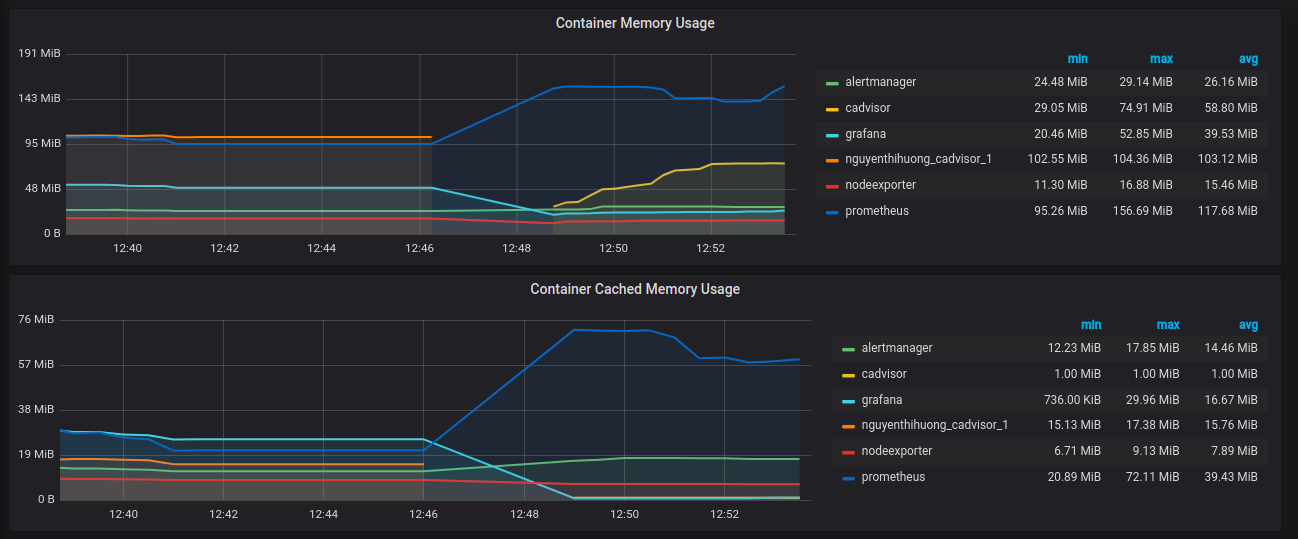 Container Memory Usage
191 MiB
143 MiB
95 MiB
48 MiB
0 B
12:40 12:42 12:44 12:46 12:48 12:50 12:52
min max avg
alertmanager 24.48 MiB 29.14 MiB 26.16 MiB
cadvisor 29.05 MiB 74.91 MiB 58.80 MiB
grafana 20.46 MiB 52.85 MiB 39.53 MiB
nguyenthihuong_cadvisor_1 102.55 MiB 104.36 MiB 103.12 MiB
nodeexporter 11.30 MiB 16.88 MiB 15.46 MiB
prometheus 95.26 MiB 156.69 MiB 117.68 MiB
Container Cached Memory Usage
76 MiB
57 MiB
38 MiB
19 MiB
0 B
12:40 12:42 12:44 12:46 12:48 12:50 12:52
min max avg
alertmanager 12.23 MiB 17.85 MiB 14.46 MiB
cadvisor 1.00 MiB 1.00 MiB 1.00 MiB
grafana 736.00 KiB 29.96 MiB 16.67 MiB
nguyenthihuong_cadvisor_1 15.13 MiB 17.38 MiB 15.76 MiB
nodeexporter 6.71 MiB 9.13 MiB 7.89 MiB
prometheus 20.89 MiB 72.11 MiB 39.43 MiB